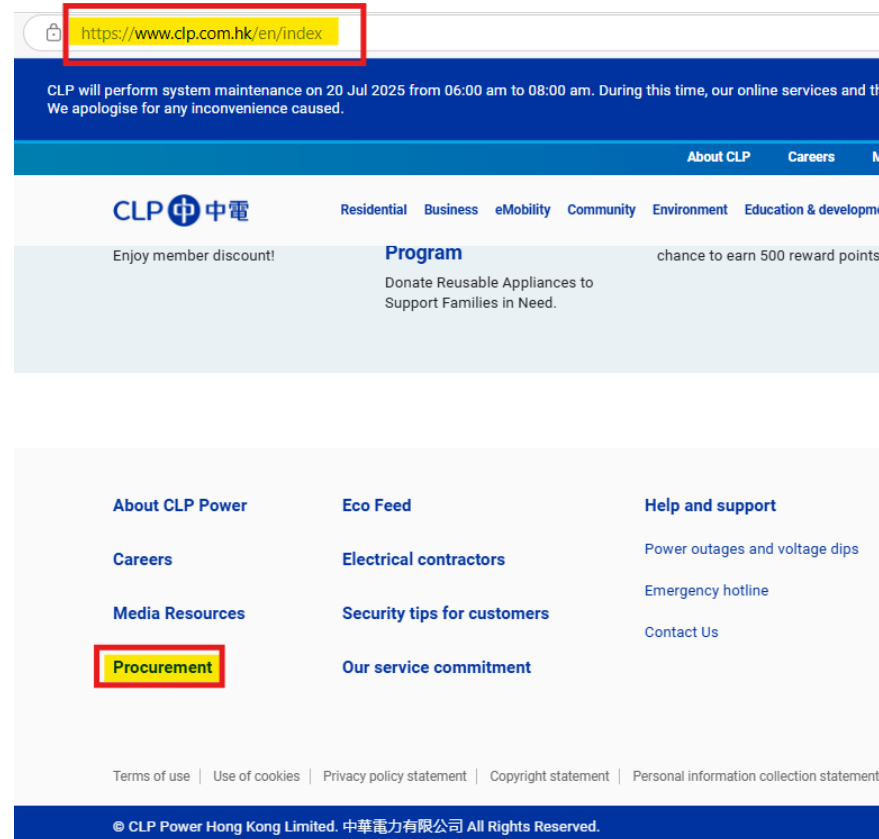 https://www.clp.com.hk/en/index
CLP will perform system maintenance on 20 Jul 2025 from 06:00 am to 08:00 am. During this time, our online services and
We apologise for any inconvenience caused.
About CLP Careers
CLP 中電
Residential Business eMobility Community Environment Education &
Enjoy member discount!
Program
Donate Reusable Appliances to
Support Families in Need.
chance to earn 500 reward points
About CLP Power Eco Feed Help and support
Careers Electrical contractors Power outages and voltage dips
Emergency hotline
Media Resources Security tips for customers
Contact Us
Procurement Our service commitment
Terms of use | Use of cookies | Privacy policy statement | Copyright statement | Personal information collection statement
© CLP Power Hong Kong Limited. 中華電力有限公司 All Rights Reserved.